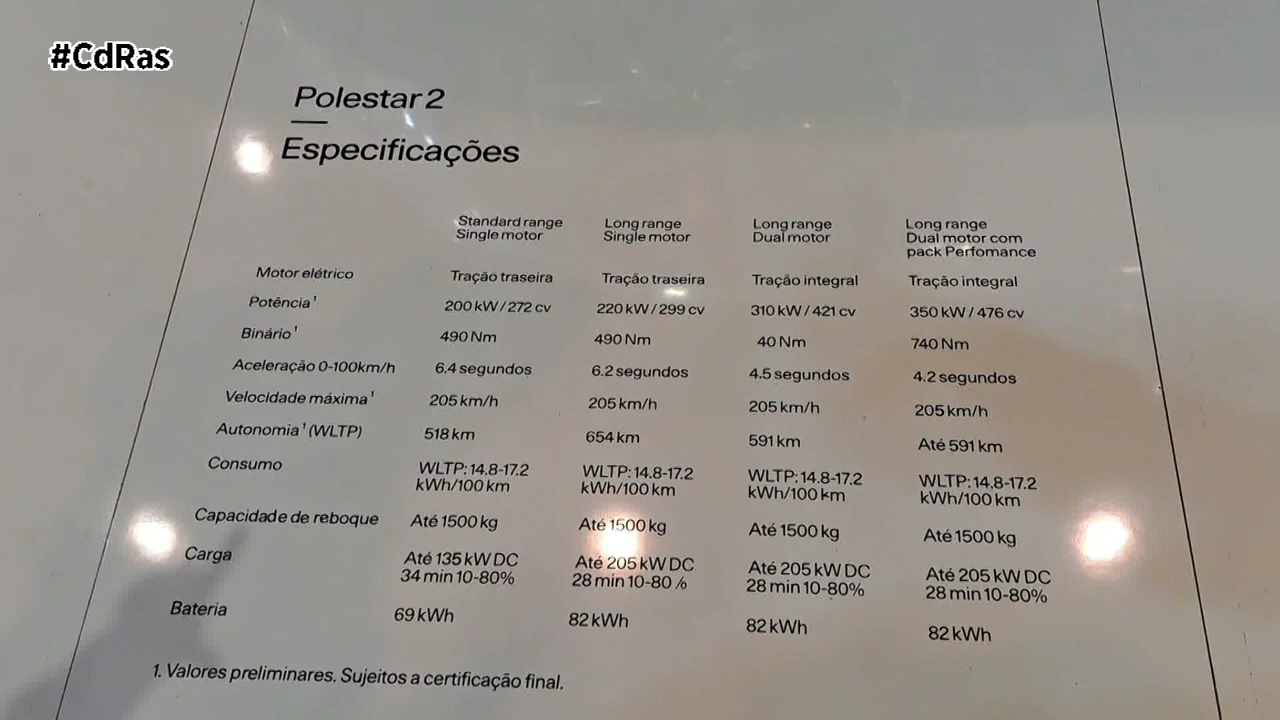 #CdRas
Polestar 2
Especificações
Standard range Single motor Long range Single motor Long range Dual motor Long range Dual motor com pack Perfomance
Motor elétrico Tração traseira Tração traseira Tração integral Tração integral
Potência¹ 200 kW / 272 cv 220 kW / 299 cv 310 kW / 421 cv 350 kW / 476 cv
Binário¹ 490 Nm 490 Nm 40 Nm 740 Nm
Aceleração 0-100km/h 6.4 segundos 6.2 segundos 4.5 segundos 4.2 segundos
Velocidade máxima¹ 205 km/h 205 km/h 205 km/h 205 km/h
Autonomia¹ (WLTP) 518 km 654 km 591 km Até 591 km
Consumo WLTP: 14.8-17.2 kWh/100 km WLTP: 14.8-17.2 kWh/100 km WLTP: 14.8-17.2 kWh/100 km WLTP: 14.8-17.2 kWh/100 km
Capacidade de reboque Até 1500 kg Até 1500 kg Até 1500 kg Até 1500 kg
Carga Até 135 kW DC 34 min 10-80% Até 205 kW DC 28 min 10-80% Até 205 kW DC 28 min 10-80% Até 205 kW DC 28 min 10-80%
Bateria 69 kWh 82 kWh 82 kWh 82 kWh
1. Valores preliminares. Sujeitos a certificação final.